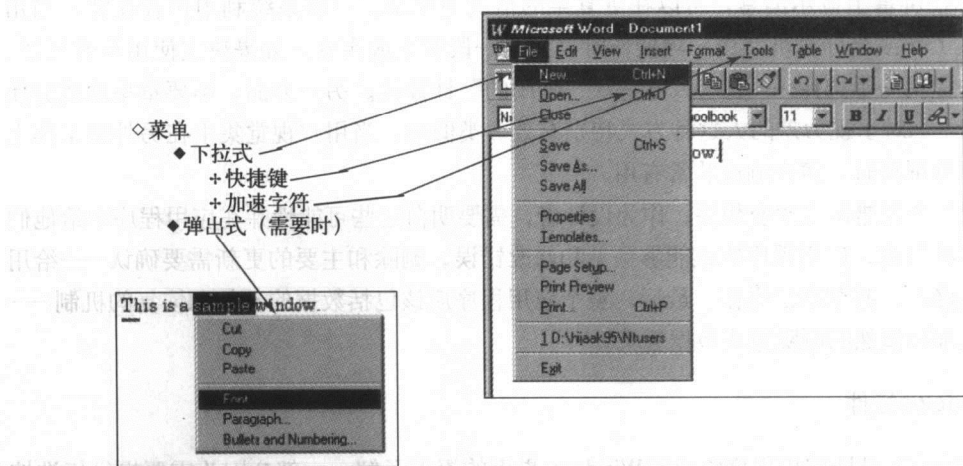 Microsoft Word - Document1
File Edit View Insert Format Tools Table Window Help
New... Ctrl+N
Open... Ctrl+O
Close
oolbook 11 B I U
Save Ctrl+S
ow.
Save As...
Save All
Properties
Templates...
Page Setup...
Print Preview
Print... Ctrl+P
1 D:\hijaak95\Ntusers
Exit
◇菜单
◆下拉式
+快捷键
+加速字符
◆弹出式（需要时）
This is a sample window.
Cut
Copy
Paste
Font...
Paragraph...
Bullets and Numbering...